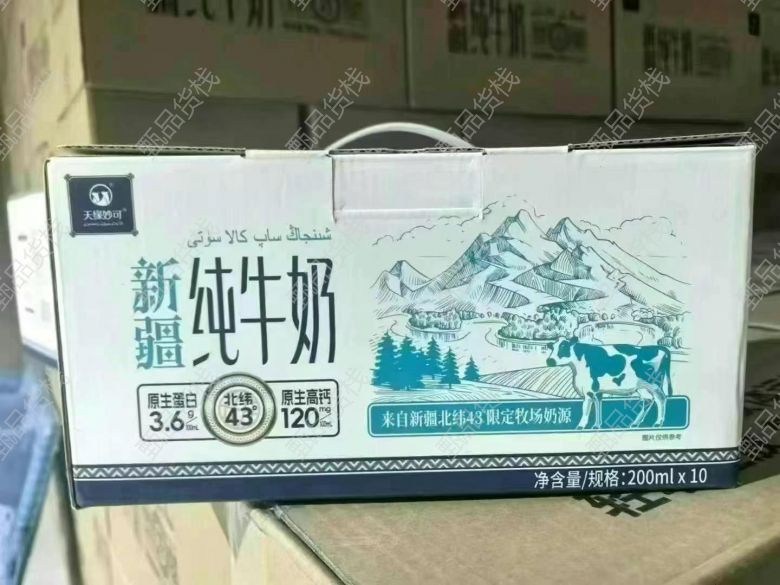 天缘妙可
شىنجاڭ ساپ كالا سۈتى
新疆
纯牛奶
原生蛋白
3.6g/100mL
北纬
43°
原生高钙
120mg/100mL
来自新疆北纬43°限定牧场奶源
图片仅供参考
净含量/规格:200ml x 10
甄品货栈